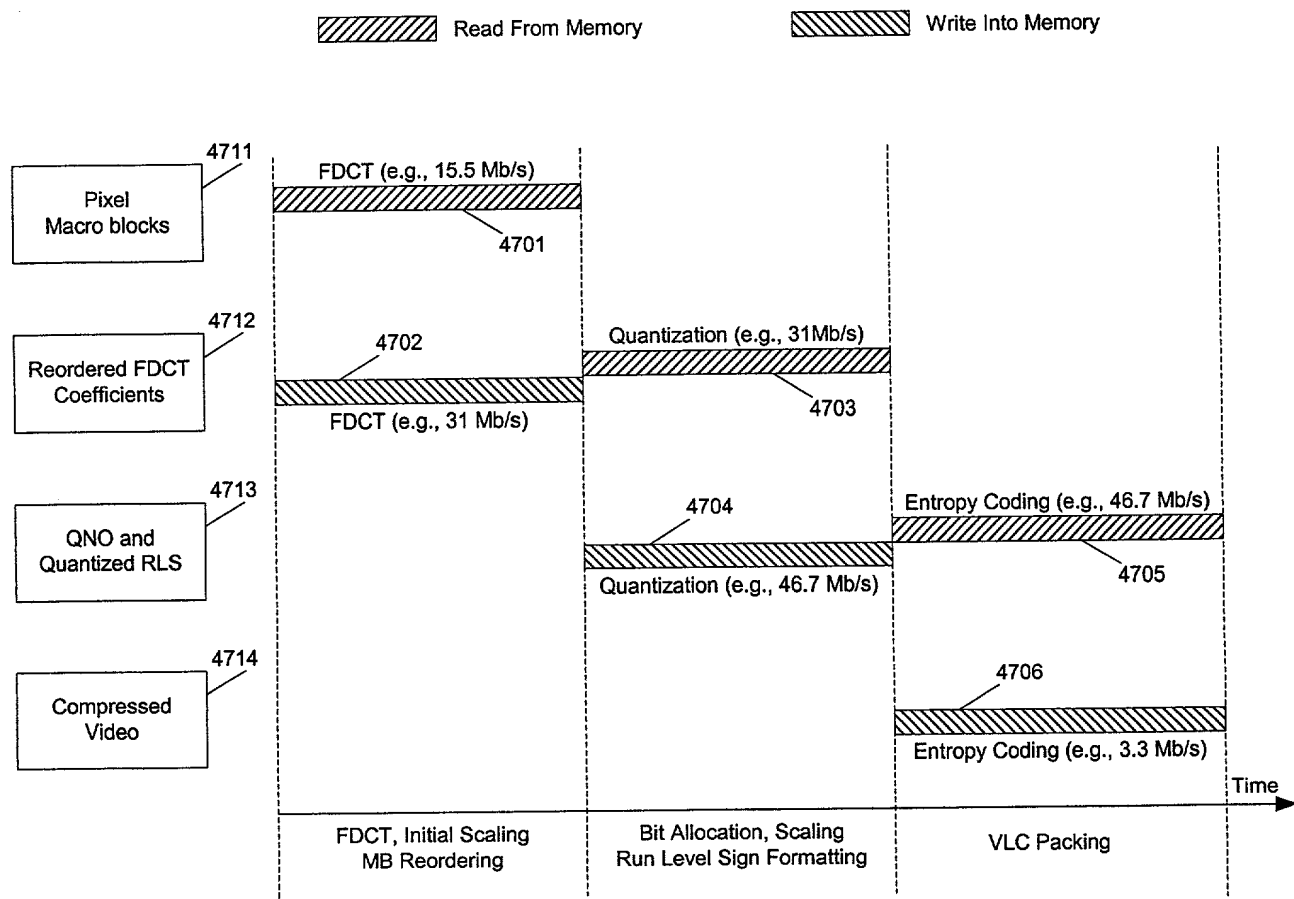 Read From Memory
Write Into Memory
4711
Pixel
Macro blocks
FDCT (e.g., 15.5 Mb/s)
4701
4712
Reordered FDCT
Coefficients
4702
FDCT (e.g., 31 Mb/s)
Quantization (e.g., 31Mb/s)
4703
4713
QNO and
Quantized RLS
4704
Quantization (e.g., 46.7 Mb/s)
Entropy Coding (e.g., 46.7 Mb/s)
4705
4714
Compressed
Video
4706
Entropy Coding (e.g., 3.3 Mb/s)
Time
FDCT, Initial Scaling
MB Reordering
Bit Allocation, Scaling
Run Level Sign Formatting
VLC Packing